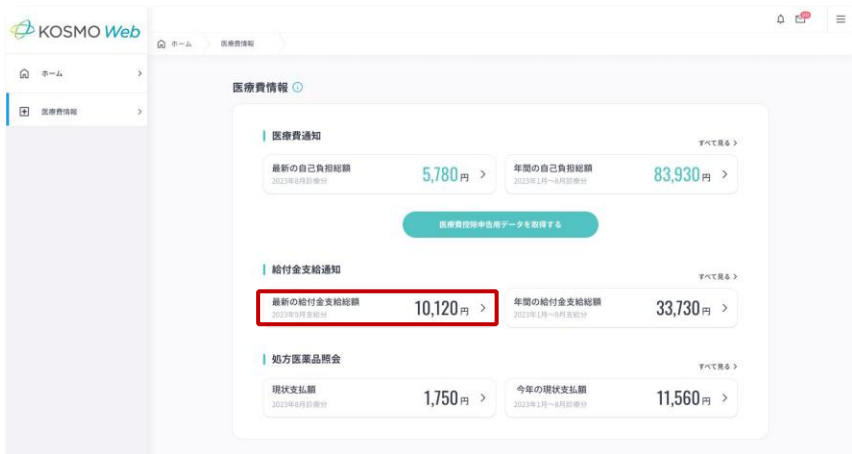 KOSMO Web
ホーム
医療費情報
ホーム
医療費情報
医療費情報
医療費通知
すべて見る
最新の自己負担総額
2023年8月診療分
5,780円
年間の自己負担総額
2023年1月～8月診療分
83,930円
医療費控除申告用データを取得する
給付金支給通知
すべて見る
最新の給付金支給総額
2023年9月支給分
10,120円
年間の給付金支給総額
2023年1月～9月支給分
33,730円
処方医薬品照会
すべて見る
現状支払額
2023年8月診療分
1,750円
今年の現状支払額
2023年1月～8月診療分
11,560円